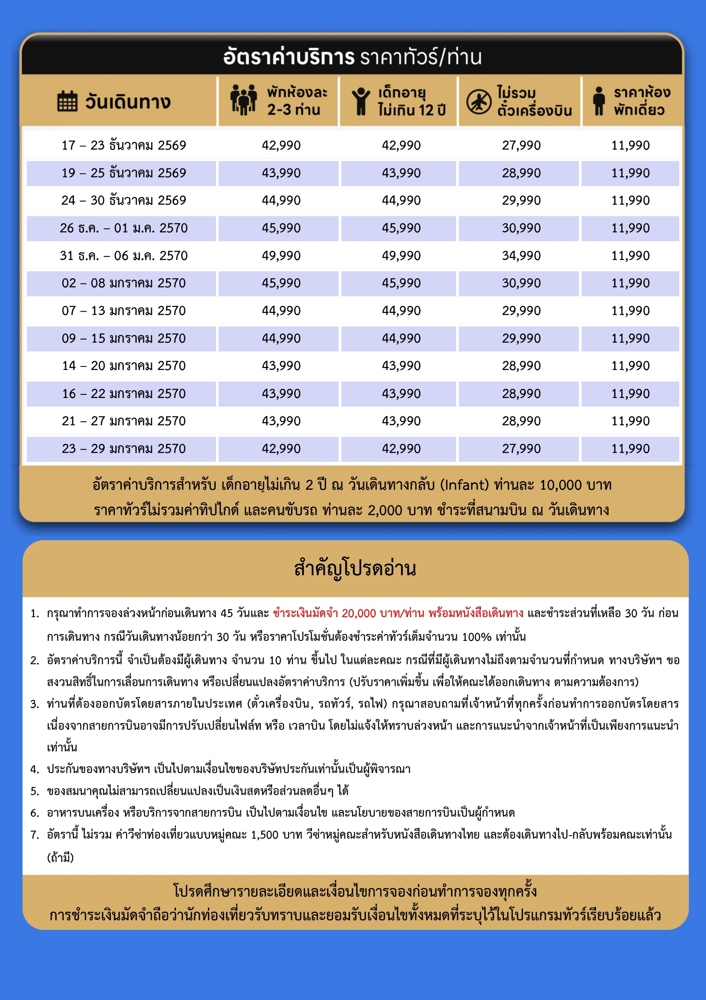 อัตราค่าบริการ ราคาทัวร์/ท่าน
วันเดินทาง พักห้องละ 2-3 ท่าน เด็กอายุ ไม่เกิน 12 ปี ไม่รวม ตั๋วเครื่องบิน ราคาห้อง พักเดี่ยว
17 – 23 ธันวาคม 2569 42,990 42,990 27,990 11,990
19 – 25 ธันวาคม 2569 43,990 43,990 28,990 11,990
24 – 30 ธันวาคม 2569 44,990 44,990 29,990 11,990
26 ธ.ค. – 01 ม.ค. 2570 45,990 45,990 30,990 11,990
31 ธ.ค. – 06 ม.ค. 2570 49,990 49,990 34,990 11,990
02 – 08 มกราคม 2570 45,990 45,990 30,990 11,990
07 – 13 มกราคม 2570 44,990 44,990 29,990 11,990
09 – 15 มกราคม 2570 44,990 44,990 29,990 11,990
14 – 20 มกราคม 2570 43,990 43,990 28,990 11,990
16 – 22 มกราคม 2570 43,990 43,990 28,990 11,990
21 – 27 มกราคม 2570 43,990 43,990 28,990 11,990
23 – 29 มกราคม 2570 42,990 42,990 27,990 11,990
อัตราค่าบริการสำหรับ เด็กอายุไม่เกิน 2 ปี ณ วันเดินทางกลับ (Infant) ท่านละ 10,000 บาท
ราคาทัวร์ไม่รวมค่าทิปไกด์ และคนขับรถ ท่านละ 2,000 บาท ชำระที่สนามบิน ณ วันเดินทาง
สำคัญโปรดอ่าน
1. กรุณาทำการจองล่วงหน้าก่อนเดินทาง 45 วันและ ชำระเงินมัดจำ 20,000 บาท/ท่าน พร้อมหนังสือเดินทาง และชำระส่วนที่เหลือ 30 วัน ก่อน
การเดินทาง กรณีวันเดินทางน้อยกว่า 30 วัน หรือราคาโปรโมชั่นต้องชำระค่าทัวร์เต็มจำนวน 100% เท่านั้น
2. อัตราค่าบริการนี้ จำเป็นต้องมีผู้เดินทาง จำนวน 10 ท่าน ขึ้นไป ในแต่ละคณะ กรณีที่มีผู้เดินทางไม่ถึงตามจำนวนที่กำหนด ทางบริษัทฯ ขอ
สงวนสิทธิ์ในการเลื่อนการเดินทาง หรือเปลี่ยนแปลงอัตราค่าบริการ (ปรับราคาเพิ่มขึ้น เพื่อให้คณะได้ออกเดินทาง ตามความต้องการ)
3. ท่านที่ต้องออกบัตรโดยสารภายในประเทศ (ตั๋วเครื่องบิน, รถทัวร์, รถไฟ) กรุณาสอบถามที่เจ้าหน้าที่ทุกครั้งก่อนทำการออกบัตรโดยสาร
เนื่องจากสายการบินอาจมีการปรับเปลี่ยนไฟล์ท หรือ เวลาบิน โดยไม่แจ้งให้ทราบล่วงหน้า และการแนะนำจากเจ้าหน้าที่เป็นเพียงการแนะนำ
เท่านั้น
4. ประกันของทางบริษัทฯ เป็นไปตามเงื่อนไขของบริษัทประกันเท่านั้นเป็นผู้พิจารณา
5. ของสมนาคุณไม่สามารถเปลี่ยนแปลงเป็นเงินสดหรือส่วนลดอื่นๆ ได้
6. อาหารบนเครื่อง หรือบริการจากสายการบิน เป็นไปตามเงื่อนไข และนโยบายของสายการบินเป็นผู้กำหนด
7. อัตรานี้ ไม่รวม ค่าวีซ่าท่องเที่ยวแบบหมู่คณะ 1,500 บาท วีซ่าหมู่คณะสำหรับหนังสือเดินทางไทย และต้องเดินทางไป-กลับพร้อมคณะเท่านั้น
(ถ้ามี)
โปรดศึกษารายละเอียดและเงื่อนไขการจองก่อนทำการจองทุกครั้ง
การชำระเงินมัดจำถือว่านักท่องเที่ยวรับทราบและยอมรับเงื่อนไขทั้งหมดที่ระบุไว้ในโปรแกรมทัวร์เรียบร้อยแล้ว